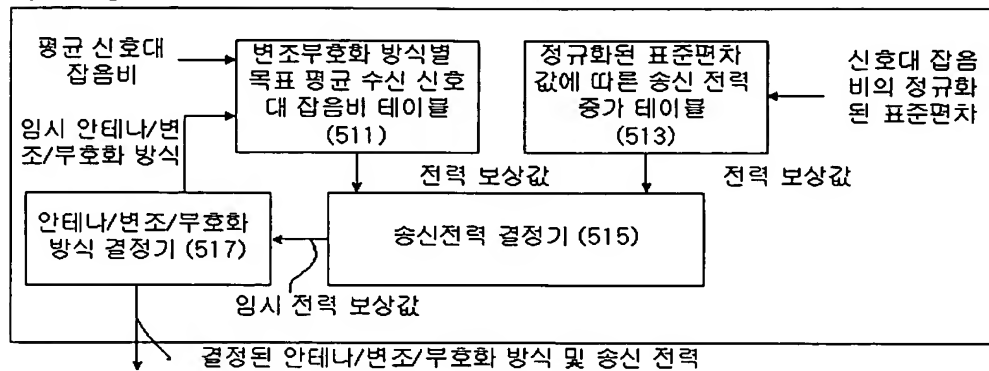 평균 신호대
잡음비
변조부호화 방식별
목표 평균 수신 신호
대 잡음비 테이블
(511)
정규화된 표준편차
값에 따른 송신 전력
증가 테이블
(513)
신호대 잡음
비의 정규화
된 표준편차
임시 안테나/변
조/부호화 방식
전력 보상값
전력 보상값
안테나/변조/부호화
방식 결정기 (517)
송신전력 결정기 (515)
임시 전력 보상값
결정된 안테나/변조/부호화 방식 및 송신 전력